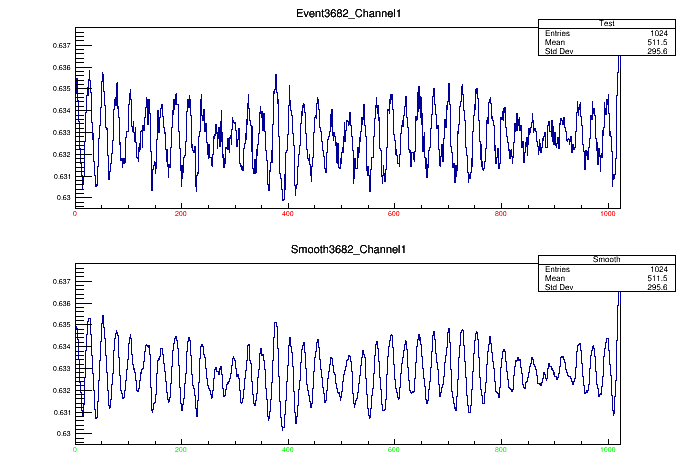 Event3682_Channel1
Test
Entries 1024
Mean 511.5
Std Dev 295.6
0.637
0.636
0.635
0.634
0.633
0.632
0.631
0.63
0 200 400 600 800 1000
Smooth3682_Channel1
Smooth
Entries 1024
Mean 511.5
Std Dev 295.6
0.637
0.636
0.635
0.634
0.633
0.632
0.631
0.63
0 200 400 600 800 1000